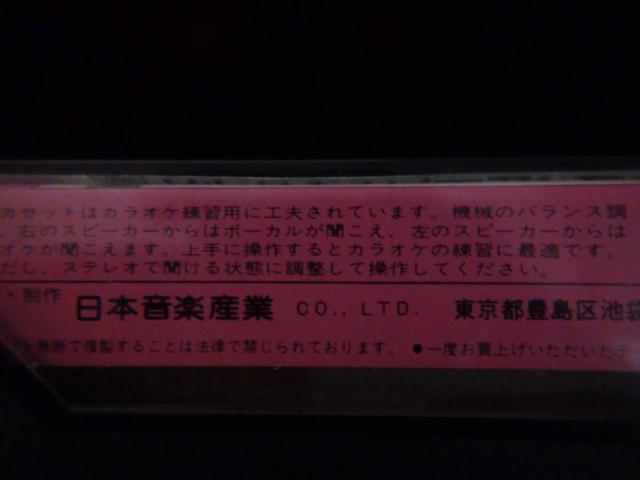 カセットはカラオケ練習用に工夫されています。機械のバランス調
、右のスピーカーからはボーカルが聞こえ、左のスピーカーからは
オケが聞こえます。上手に操作するとカラオケの練習に最適です。
だし、ステレオで聞ける状態に調整して操作してください。
・制作 日本音楽産業 CO., LTD. 東京都豊島区池袋
を無断で複製することは法律で禁じられております。 ●一度お買上げいただいたテ